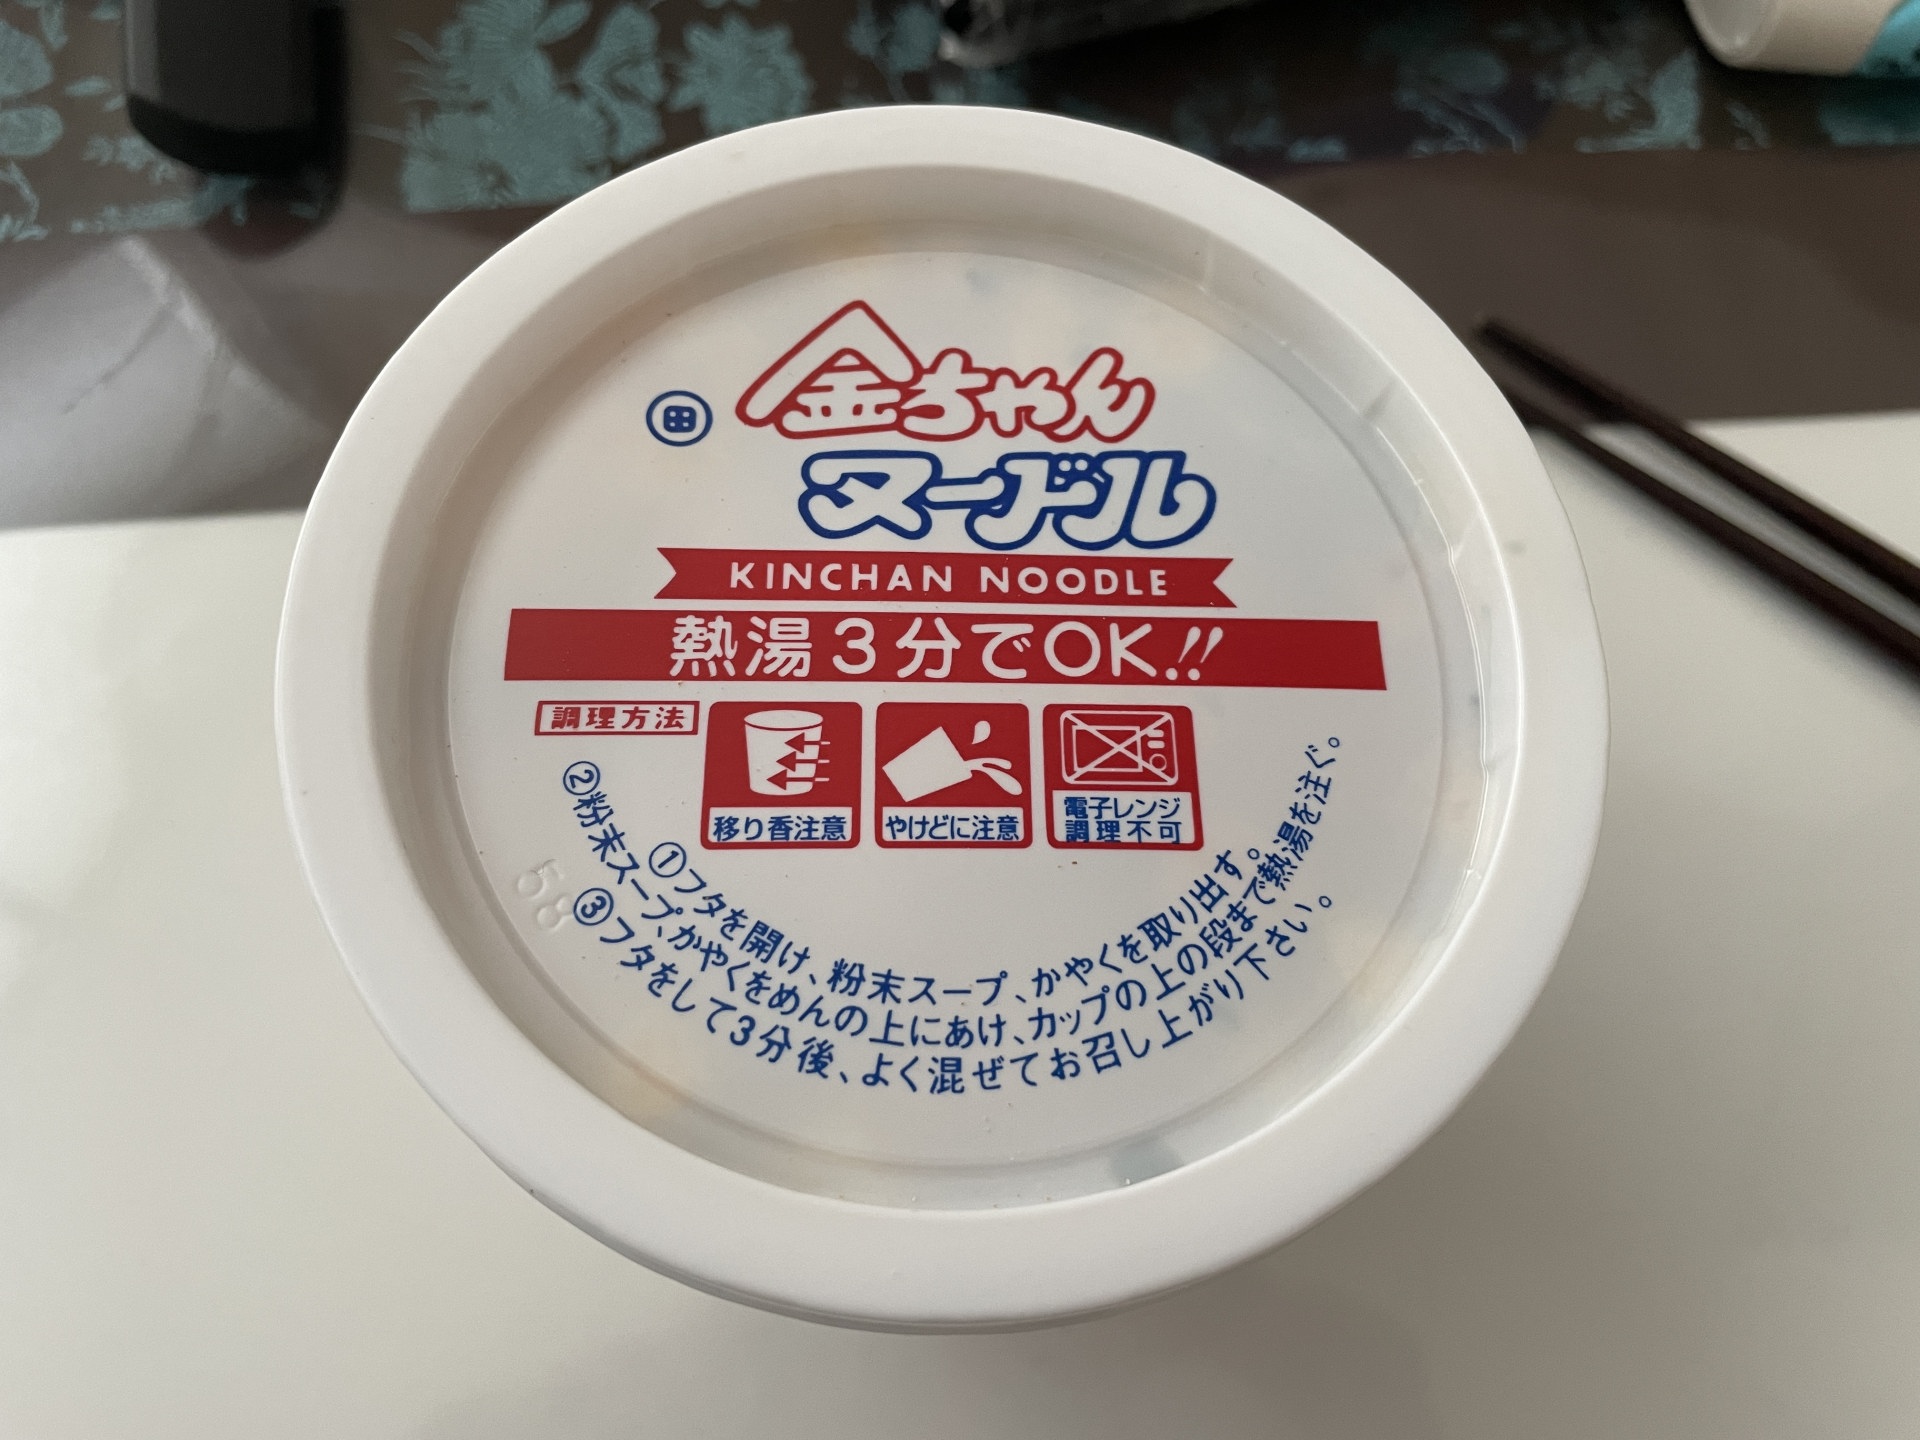 金ちゃん
ヌードル
KINCHAN NOODLE
熱湯3分でOK!!
調理方法
移り香注意
やけどに注意
電子レンジ
調理不可
①フタを開け、粉末スープ、かやくを取り出す。
②粉末スープ、かやくをめんの上にあけ、カップの上の段まで熱湯を注ぐ。
③フタをして3分後、よく混ぜてお召し上がり下さい。
58